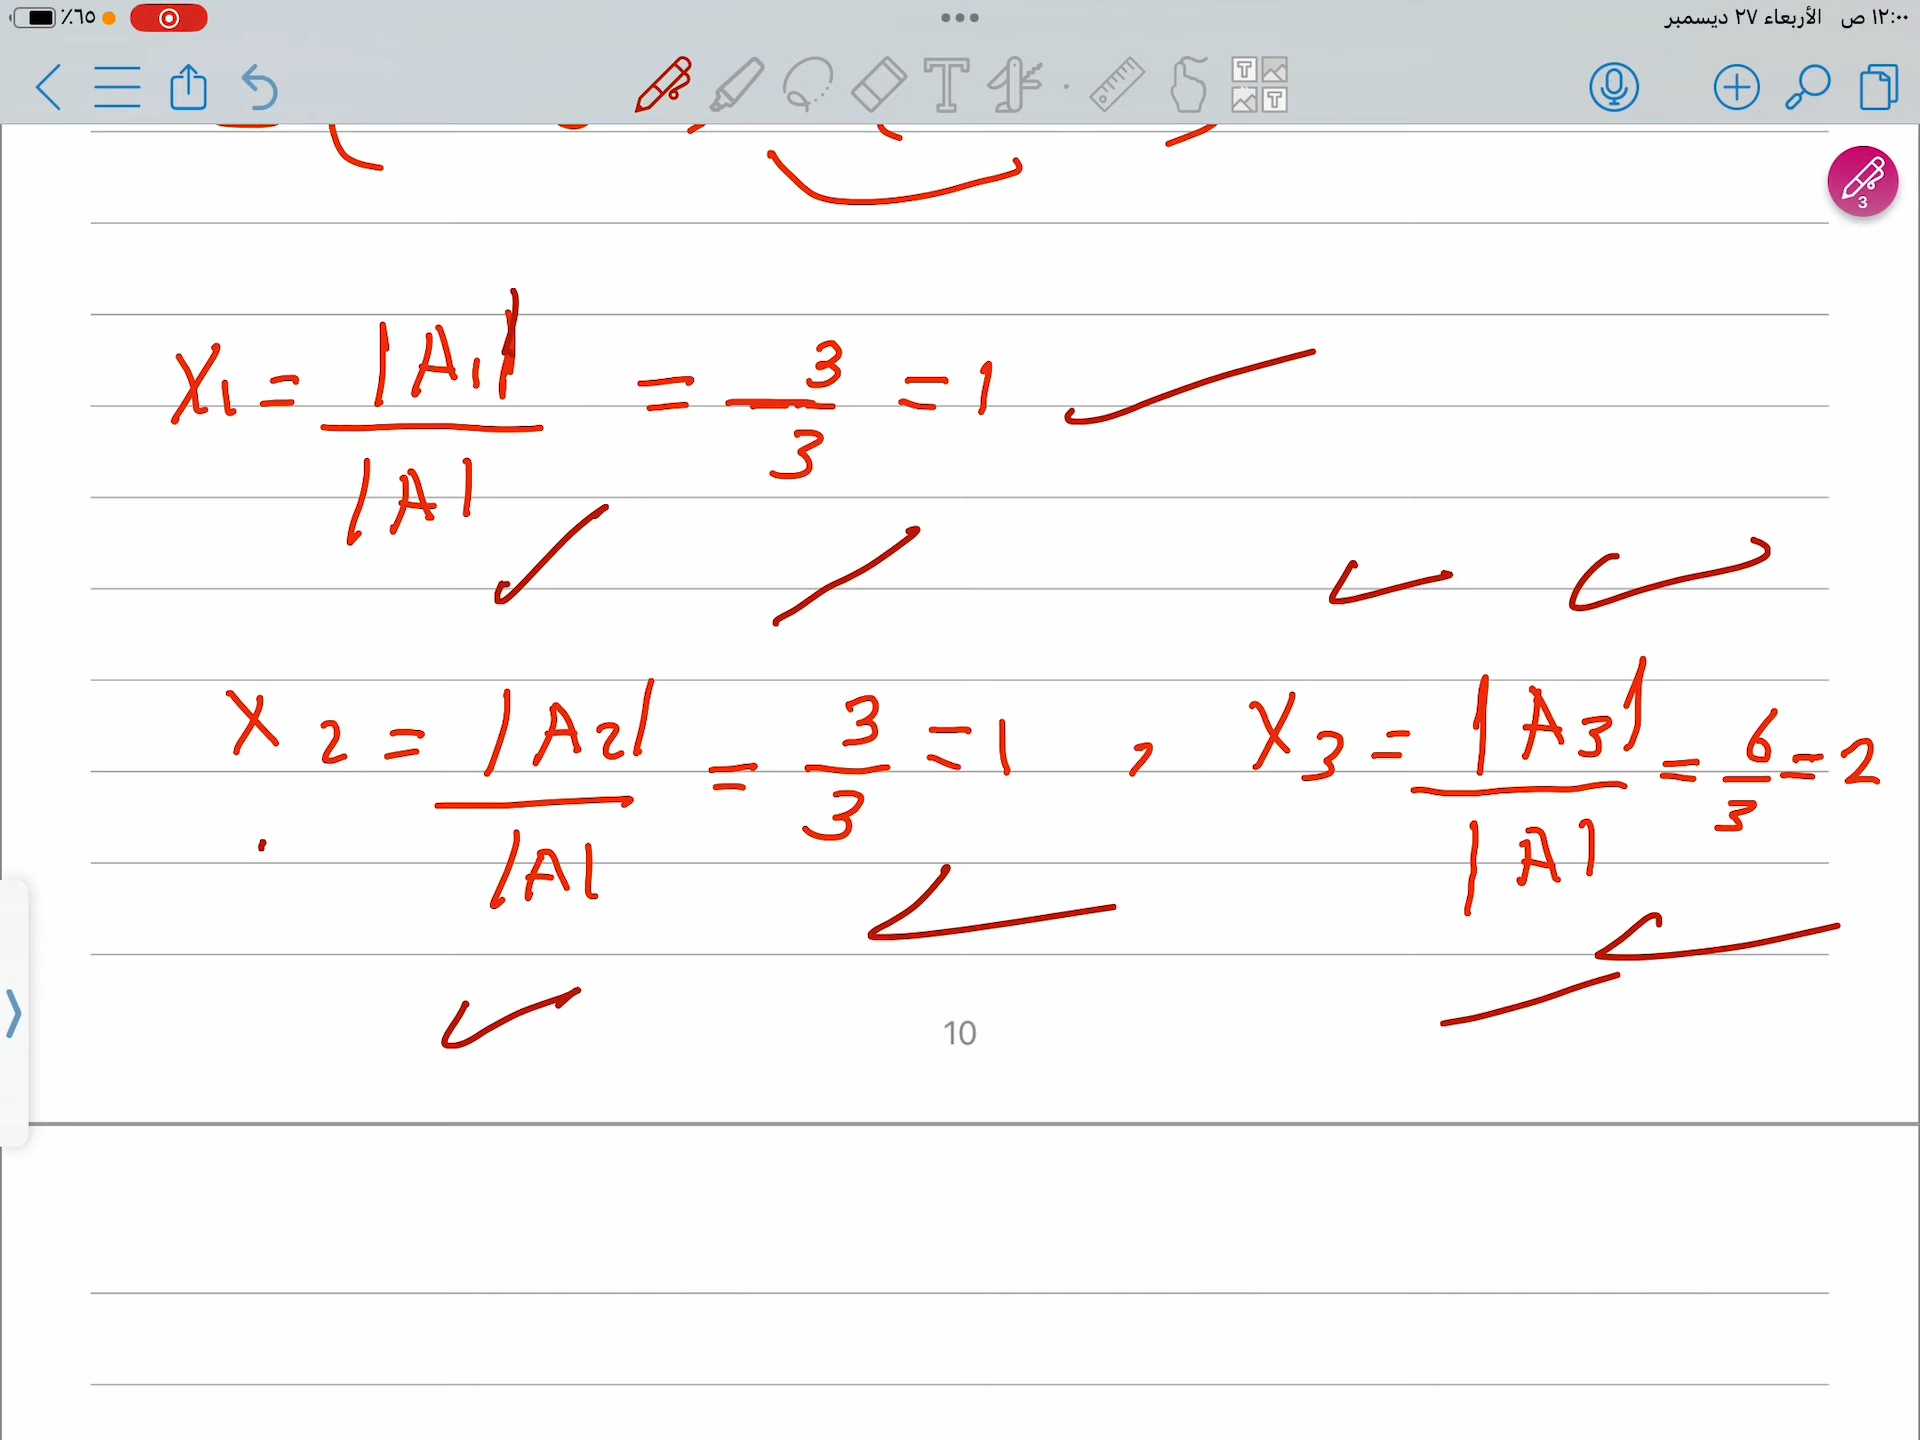 ٪٦٥
١٢:٠٠ ص الأربعاء ٢٧ ديسمبر
3
X1 = |A1| / |A| = 3/3 = 1
X2 = |A2| / |A| = 3/3 = 1 , X3 = |A3| / |A| = 6/3 = 2
10